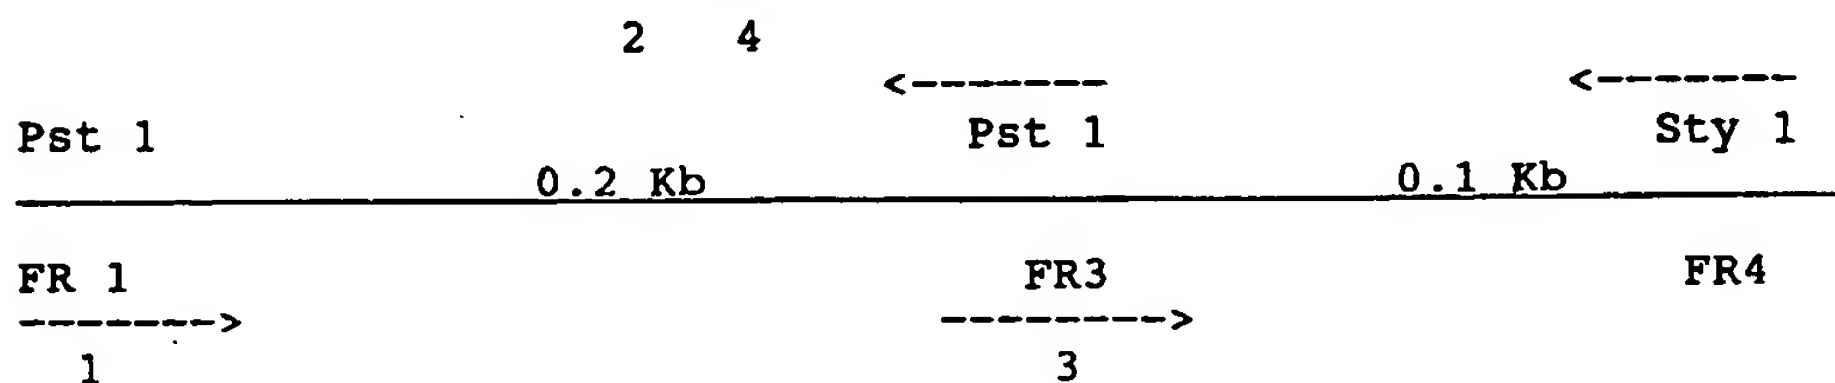 2 4
<-------- <--------
Pst 1 Pst 1 Sty 1
0.2 Kb 0.1 Kb
FR 1 FR3 FR4
-------> -------->
1 3